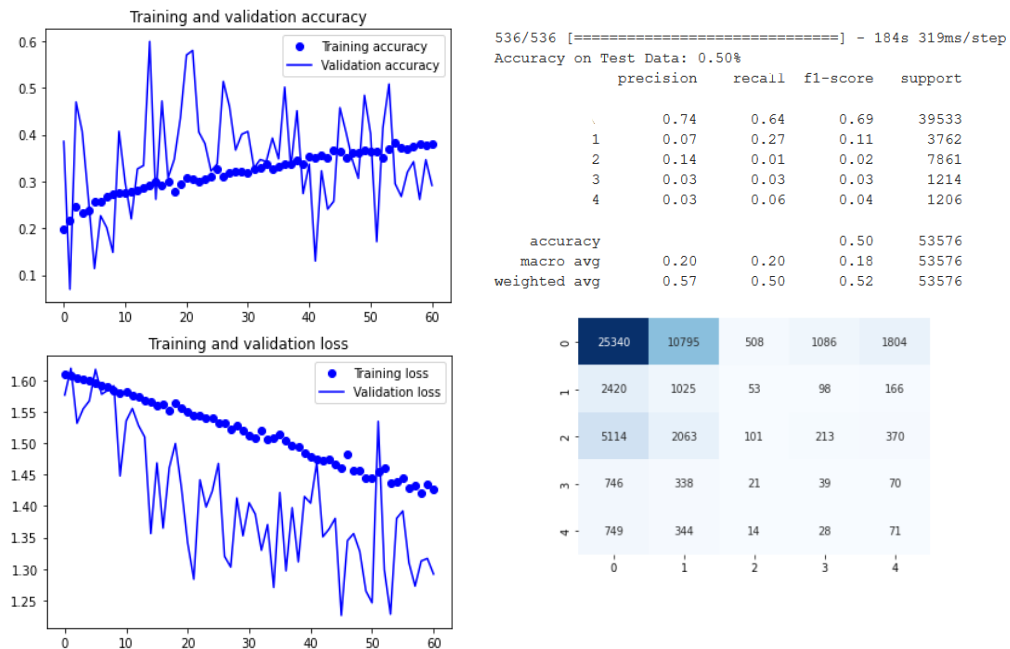 Training and validation accuracy
Training accuracy
Validation accuracy
0.6
0.5
0.4
0.3
0.2
0.1
0 10 20 30 40 50 60
Training and validation loss
Training loss
Validation loss
1.60
1.55
1.50
1.45
1.40
1.35
1.30
1.25
0 10 20 30 40 50 60
536/536 [==============================] - 184s 319ms/step
Accuracy on Test Data: 0.50%
precision recall f1-score support
0.74 0.64 0.69 39533
1 0.07 0.27 0.11 3762
2 0.14 0.01 0.02 7861
3 0.03 0.03 0.03 1214
4 0.03 0.06 0.04 1206
accuracy 0.50 53576
macro avg 0.20 0.20 0.18 53576
weighted avg 0.57 0.50 0.52 53576
0 25340 10795 508 1086 1804
1 2420 1025 53 98 166
2 5114 2063 101 213 370
3 746 338 21 39 70
4 749 344 14 28 71
0 1 2 3 4